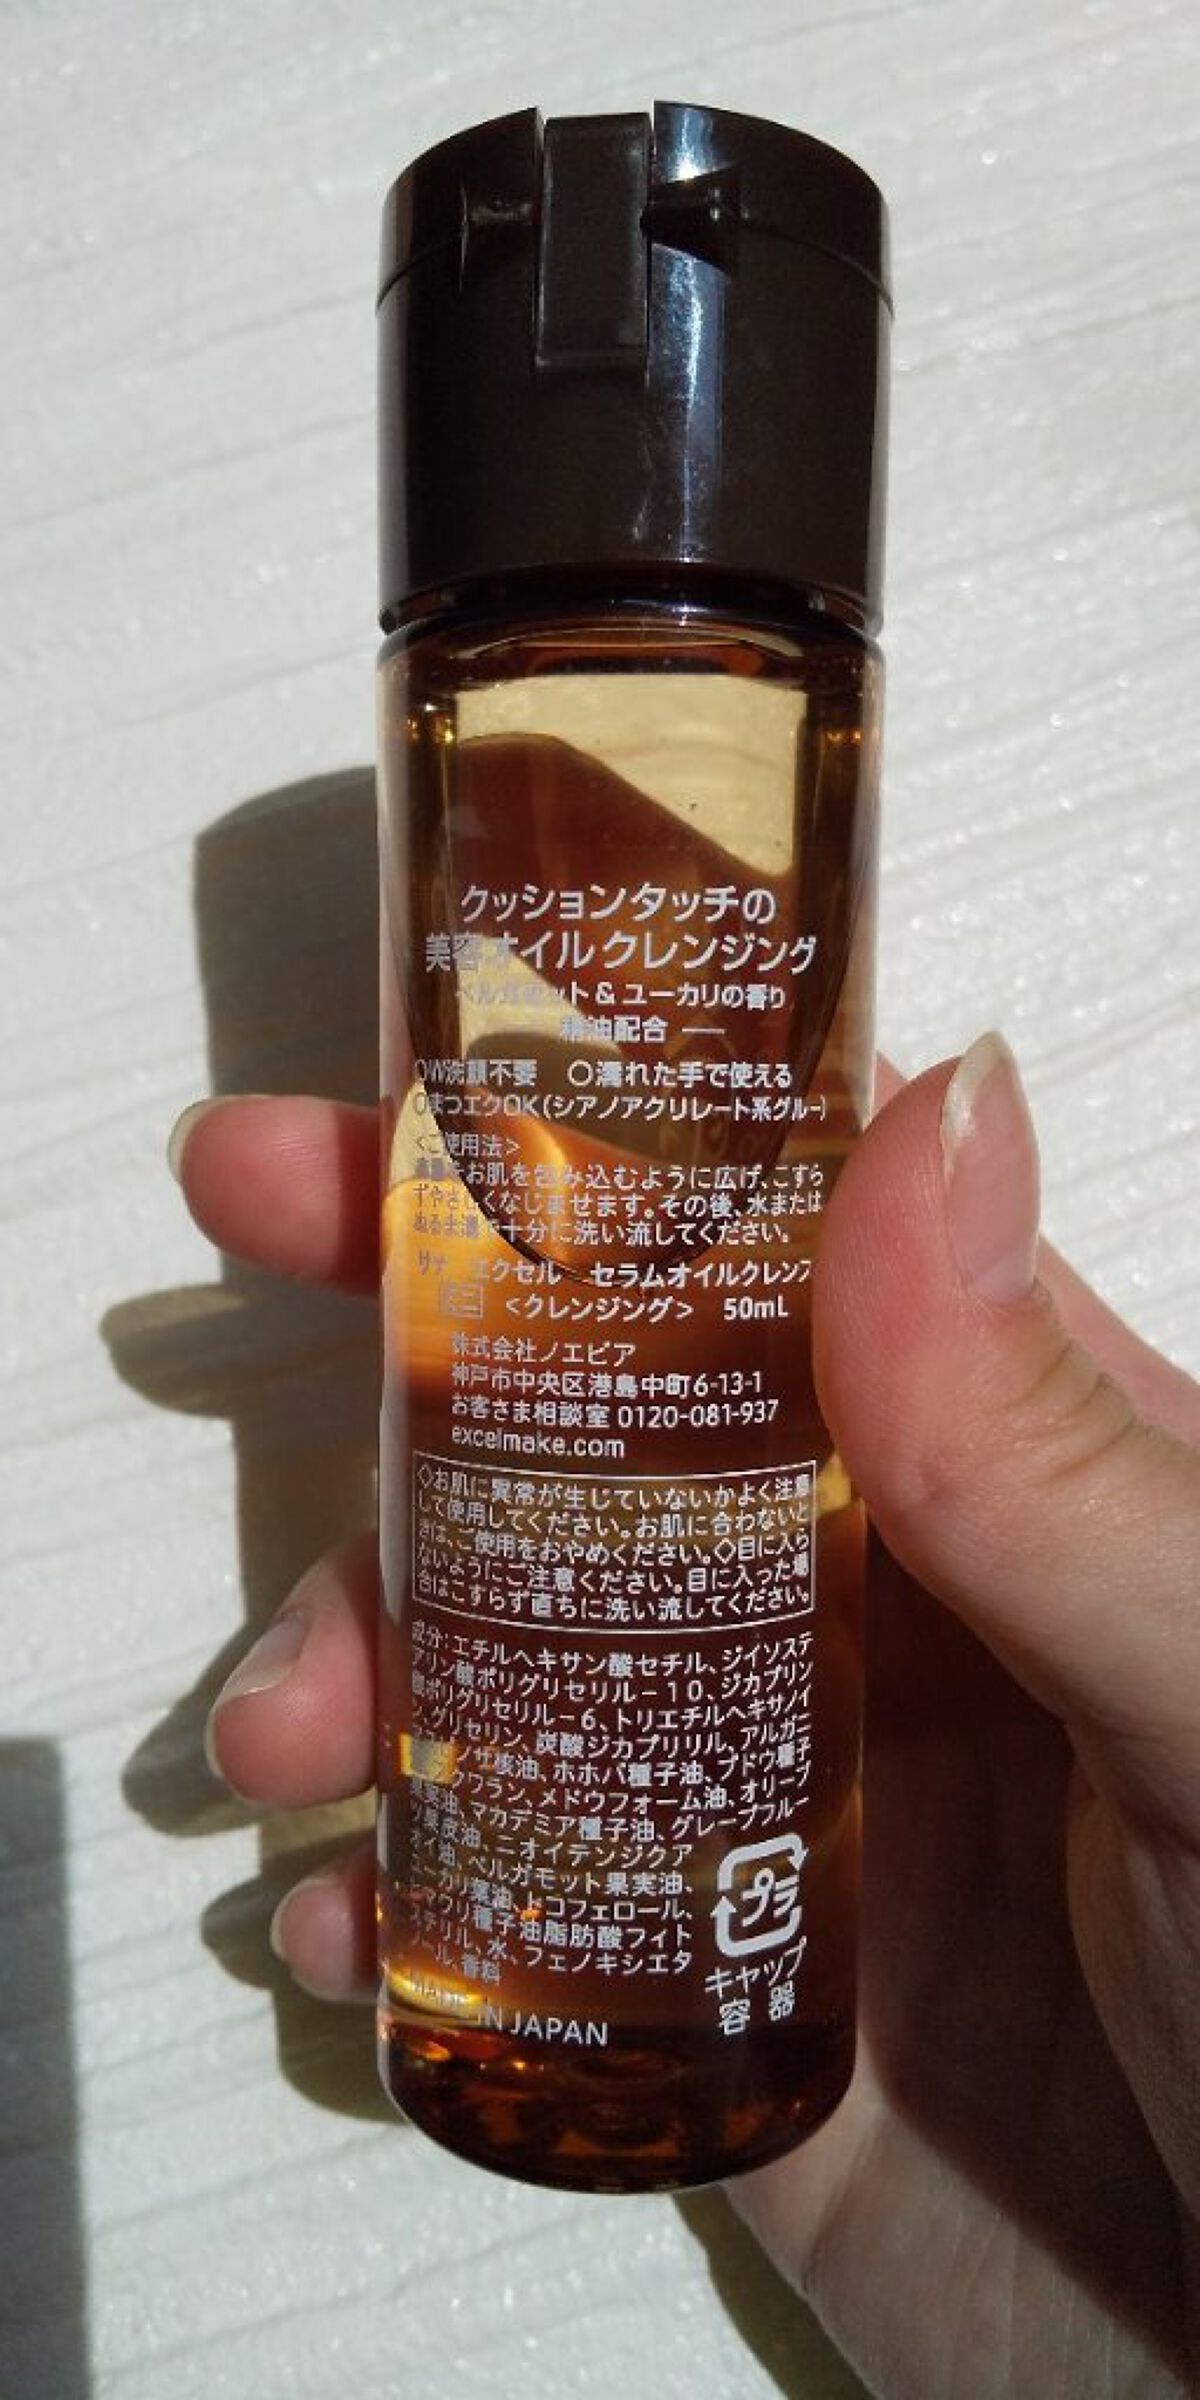 クッションタッチの
美容オイルクレンジング
ベルガモット & ユーカリの香り
精油配合 ―
○W洗顔不要 ○濡れた手で使える
○まつエクOK(シアノアクリレート系グルー)
<ご使用法>
お肌を包み込むように広げ、こすら
ずやさしくなじませます。その後、水または
ぬるま湯で十分に洗い流してください。
サナ エクセル セラムオイルクレンズ
<クレンジング> 50mL
株式会社ノエビア
神戸市中央区港島中町6-13-1
お客さま相談室 0120-081-937
excelmake.com
◇お肌に異常が生じていないかよく注意
して使用してください。お肌に合わないと
きは、ご使用をおやめください。◇目に入ら
ないようにご注意ください。目に入った場
合はこすらず直ちに洗い流してください。
成分:エチルヘキサン酸セチル、ジイソステ
アリン酸ポリグリセリル-10、ジカプリン
酸ポリグリセリル-6、トリエチルヘキサノイ
ン、グリセリン、炭酸ジカプリリル、アルガニ
アスピノザ核油、ホホバ種子油、ブドウ種子
油、スクワラン、メドウフォーム油、オリーブ
果実油、マカデミア種子油、グレープフルー
ツ果皮油、ニオイテンジクア
オイ油、ベルガモット果実油、
ユーカリ葉油、トコフェロール、
ヒマワリ種子油脂肪酸フィト
ステリル、水、フェノキシエタ
ノール、香料
MADE IN JAPAN
プラ
キャップ
容器